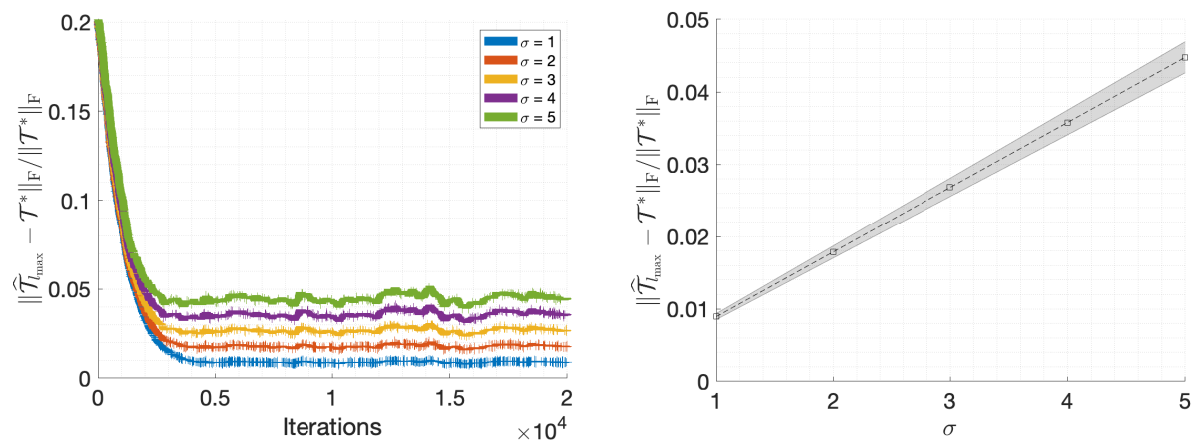 0.2
0.15
0.1
0.05
0
‖𝒯̂_{l_max} − 𝒯*‖_F/‖𝒯*‖_F
σ = 1
σ = 2
σ = 3
σ = 4
σ = 5
0 0.5 1 1.5 2
Iterations
×10^4
0.05
0.04
0.03
0.02
0.01
0
‖𝒯̂_{l_max} − 𝒯*‖_F/‖𝒯*‖_F
1 2 3 4 5
σ